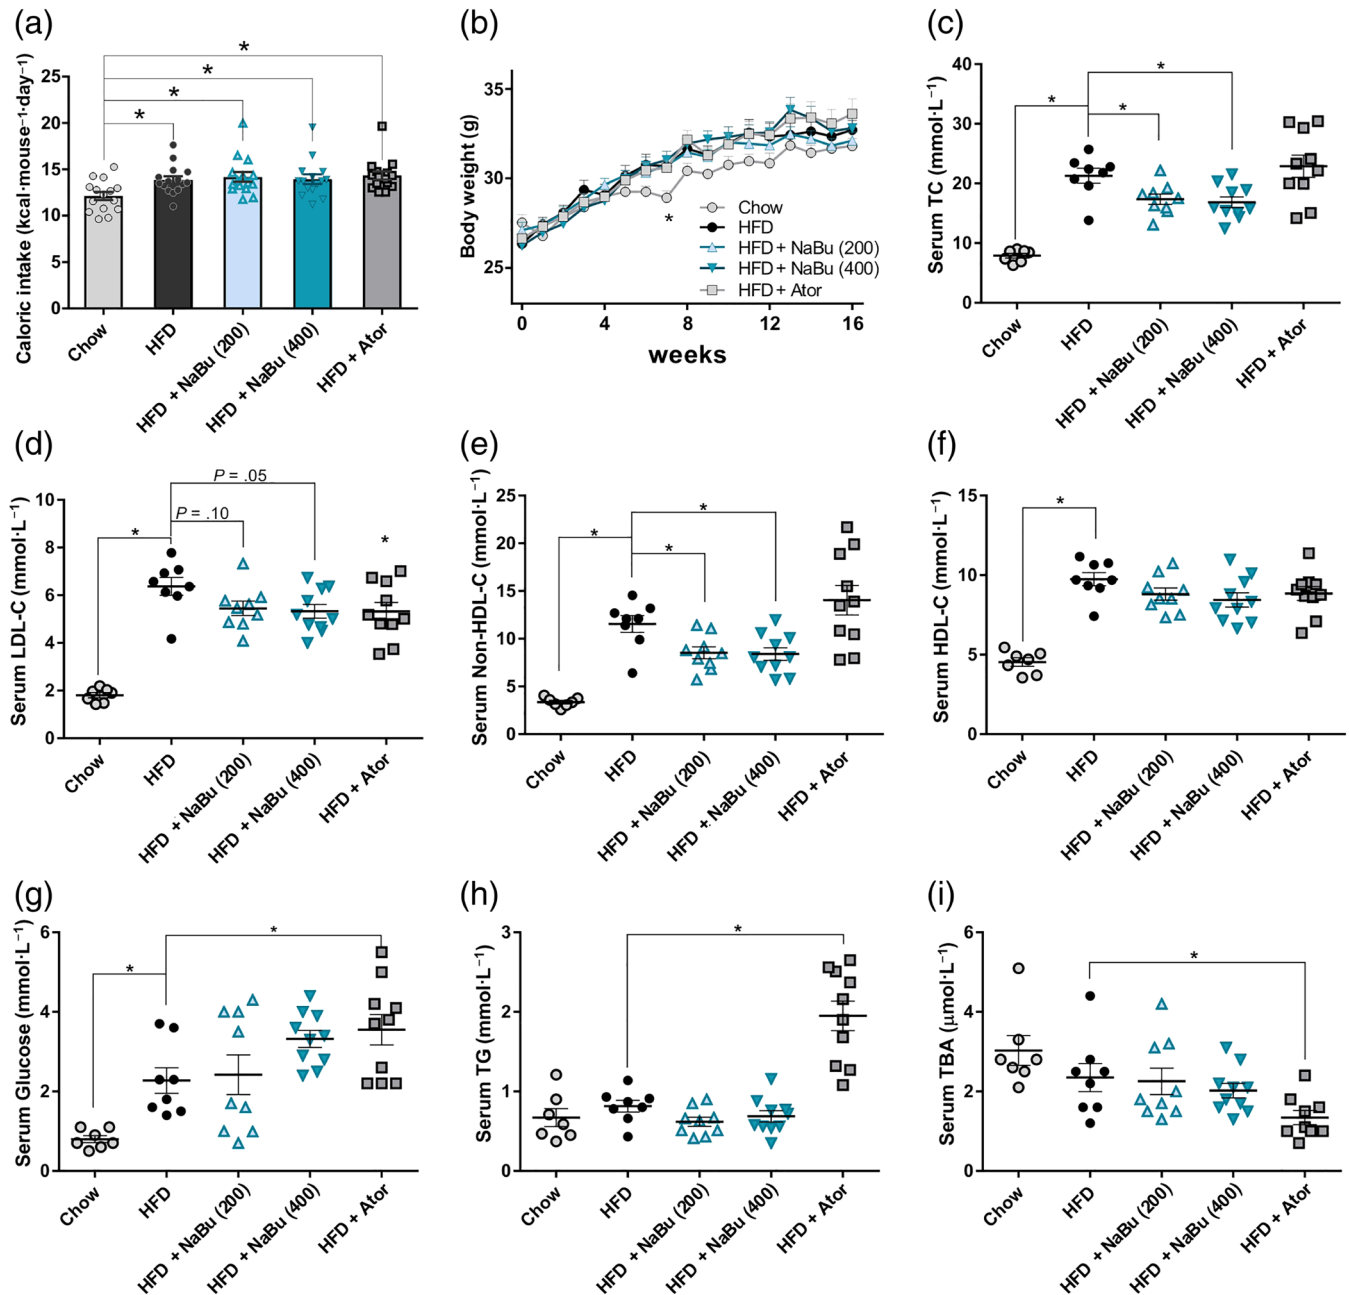 (a)
Caloric intake (kcal·mouse⁻¹·day⁻¹)
25
20
15
10
5
0
*
*
*
*
Chow
HFD
HFD + NaBu (200)
HFD + NaBu (400)
HFD + Ator
(b)
Body weight (g)
35
30
25
*
Chow
HFD
HFD + NaBu (200)
HFD + NaBu (400)
HFD + Ator
0
4
8
12
16
weeks
(c)
Serum TC (mmol·L⁻¹)
40
30
20
10
0
*
*
*
Chow
HFD
HFD + NaBu (200)
HFD + NaBu (400)
HFD + Ator
(d)
Serum LDL-C (mmol·L⁻¹)
10
8
6
4
2
0
P = .05
P = .10
*
*
Chow
HFD
HFD + NaBu (200)
HFD + NaBu (400)
HFD + Ator
(e)
Serum Non-HDL-C (mmol·L⁻¹)
25
20
15
10
5
0
*
*
*
Chow
HFD
HFD + NaBu (200)
HFD +. NaBu (400)
HFD + Ator
(f)
Serum HDL-C (mmol·L⁻¹)
15
10
5
0
*
Chow
HFD
HFD + NaBu (200)
HFD + NaBu (400)
HFD + Ator
(g)
Serum Glucose (mmol·L⁻¹)
6
4
2
0
*
*
Chow
HFD
HFD + NaBu (200)
HFD + NaBu (400)
HFD + Ator
(h)
Serum TG (mmol·L⁻¹)
3
2
1
0
*
Chow
HFD
HFD + NaBu (200)
HFD + NaBu (400)
HFD + Ator
(i)
Serum TBA (μmol·L⁻¹)
6
4
2
0
*
Chow
HFD
HFD + NaBu (200)
HFD + NaBu (400)
HFD + Ator